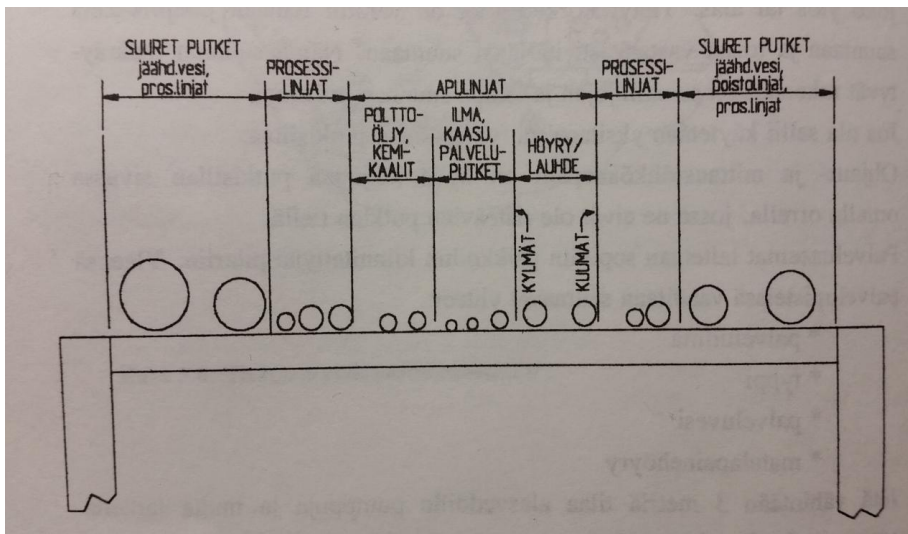 SUURET PUTKET
jäähd.vesi,
pros.linjat
PROSESSI-
LINJAT
APULINJAT
POLTTO-
ÖLJY,
KEMI-
KAALIT
ILMA,
KAASU,
PALVELU-
PUTKET
HÖYRY/
LAUHDE
KYLMÄT
KUUMAT
PROSESSI-
LINJAT
SUURET PUTKET
jäähd.vesi,
poistolinjat,
pros.linjat